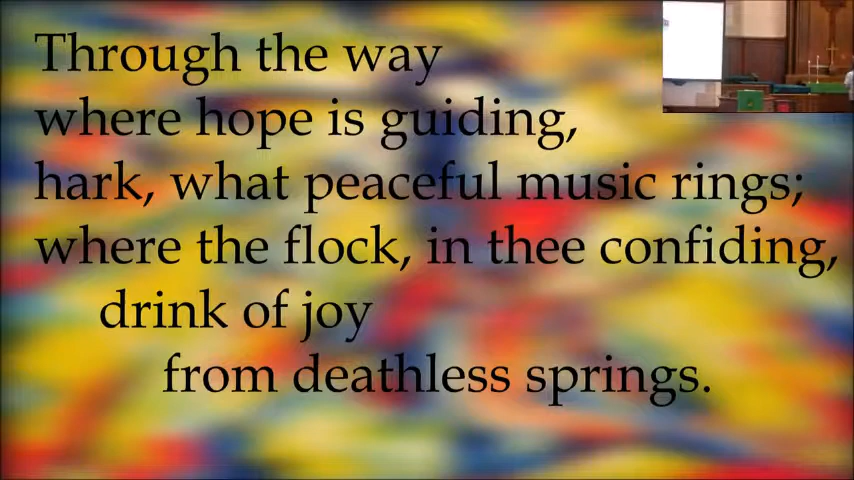 Through the way
where hope is guiding,
hark, what peaceful music rings;
where the flock, in thee confiding,
drink of joy
from deathless springs.